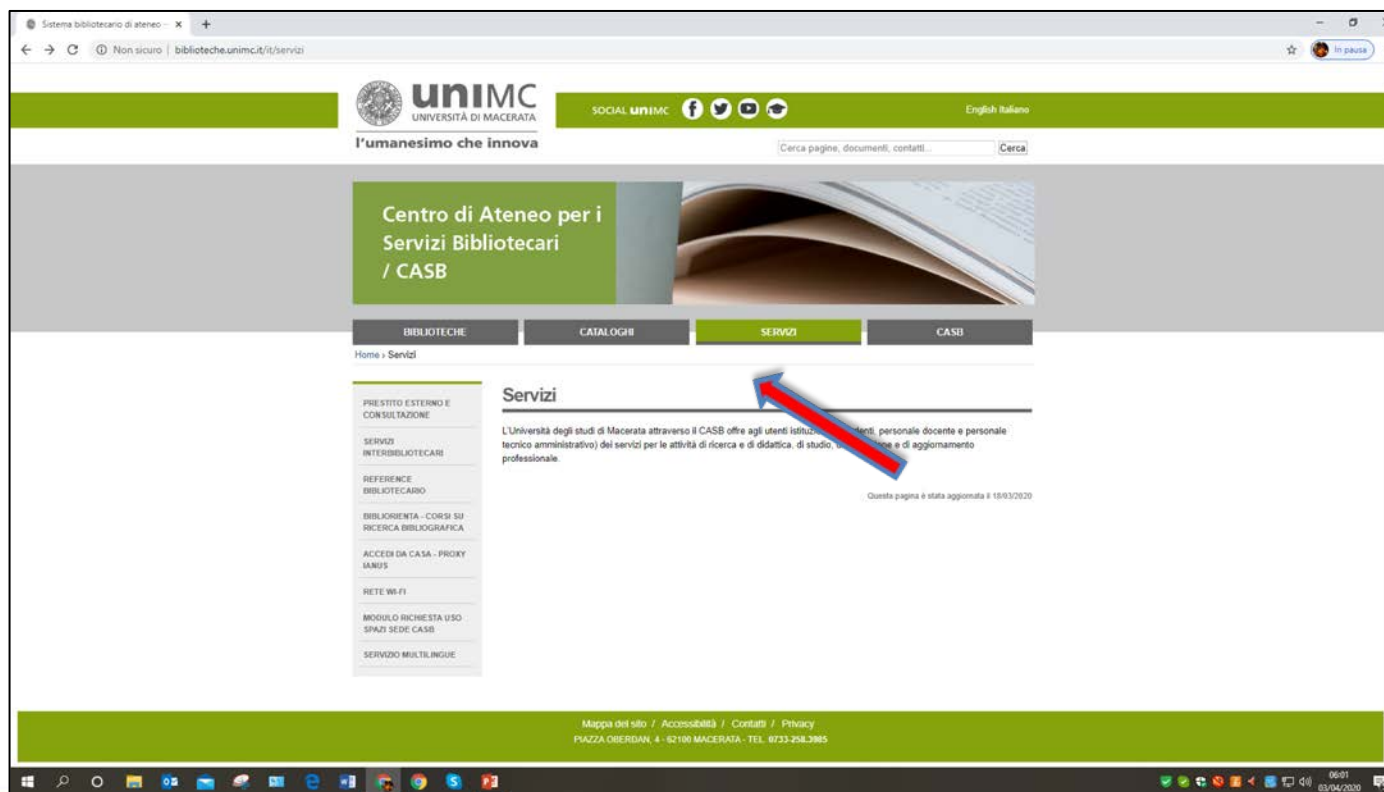 Sistema bibliotecario di ateneo –
Non sicuro | biblioteche.unimc.it/it/servizi
In pausa
unIMC
UNIVERSITÀ DI MACERATA
l'umanesimo che innova
SOCIAL unIMC
English Italiano
Cerca pagine, documenti, contatti...
Cerca
Centro di Ateneo per i
Servizi Bibliotecari
/ CASB
BIBLIOTECHE
CATALOGHI
SERVIZI
CASB
Home › Servizi
PRESTITO ESTERNO E
CONSULTAZIONE
SERVIZI
INTERBIBLIOTECARI
REFERENCE
BIBLIOTECARIO
BIBLIORIENTA - CORSI SU
RICERCA BIBLIOGRAFICA
ACCEDI DA CASA - PROXY
IANUS
RETE WI-FI
MODULO RICHIESTA USO
SPAZI SEDE CASB
SERVIZIO MULTILINGUE
Servizi
L'Università degli studi di Macerata attraverso il CASB offre agli utenti personale docente e personale
tecnico amministrativo) dei servizi per le attività di ricerca e di didattica, di studio, e di aggiornamento
professionale.
Questa pagina è stata aggiornata il 18/03/2020
Mappa del sito / Accessibilità / Contatti / Privacy
PIAZZA OBERDAN, 4 - 62100 MACERATA - TEL. 0733-258.3985
06:01
03/04/2020